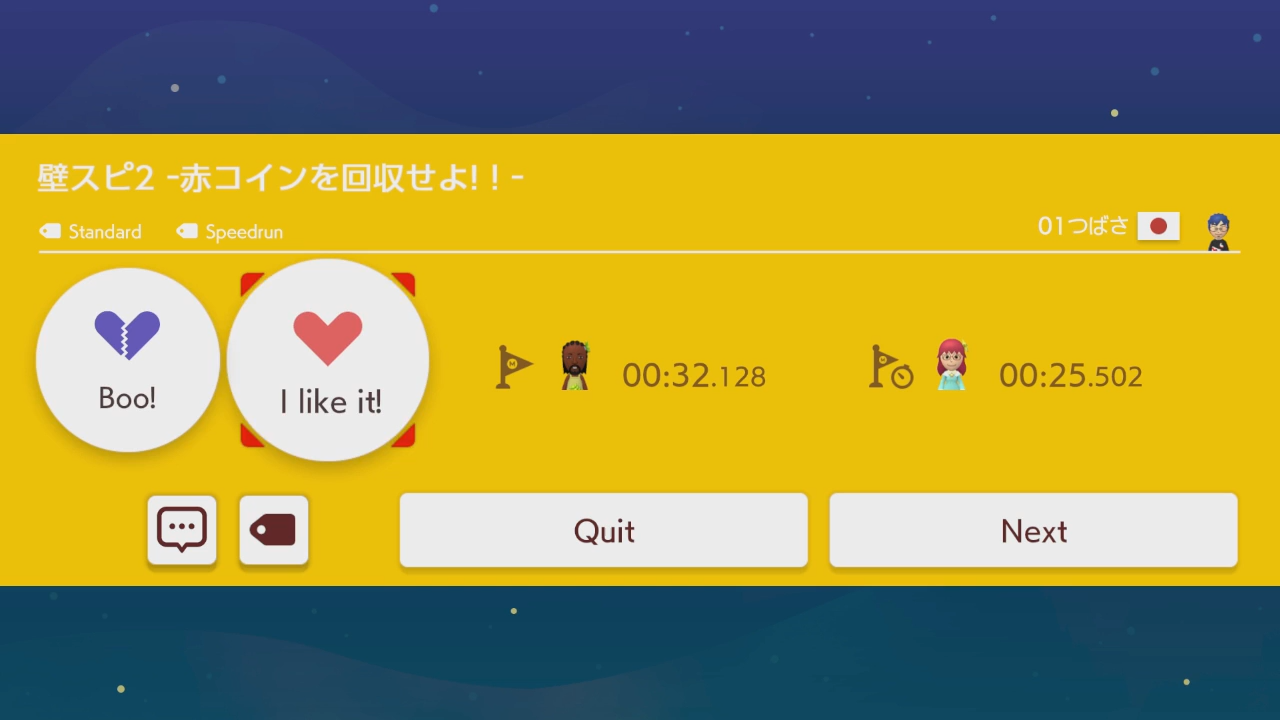 壁スピ2 -赤コインを回収せよ!！-
Standard Speedrun
01つばさ
Boo!
I like it!
M 00:32.128
M 00:25.502
Quit
Next